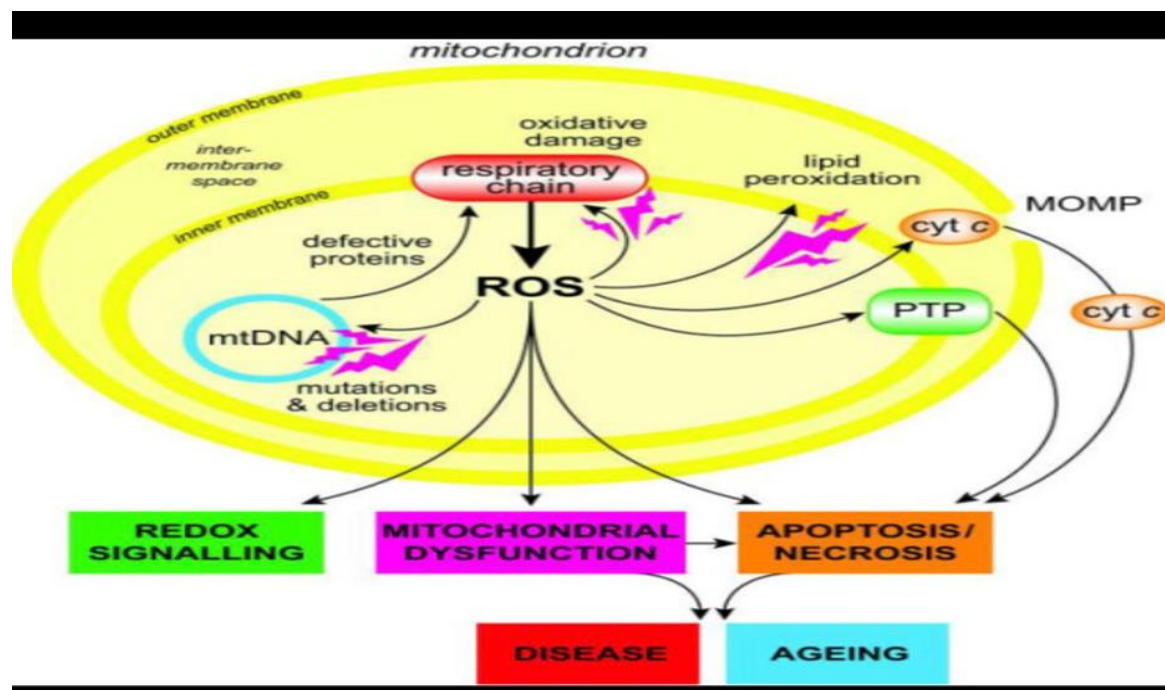 mitochondrion
outer membrane
inter-
membrane
space
inner membrane
oxidative
damage
respiratory
chain
lipid
peroxidation
MOMP
cyt c
defective
proteins
ROS
mtDNA
PTP
cyt c
mutations
& deletions
REDOX
SIGNALLING
MITOCHONDRIAL
DYSFUNCTION
APOPTOSIS/
NECROSIS
DISEASE
AGEING